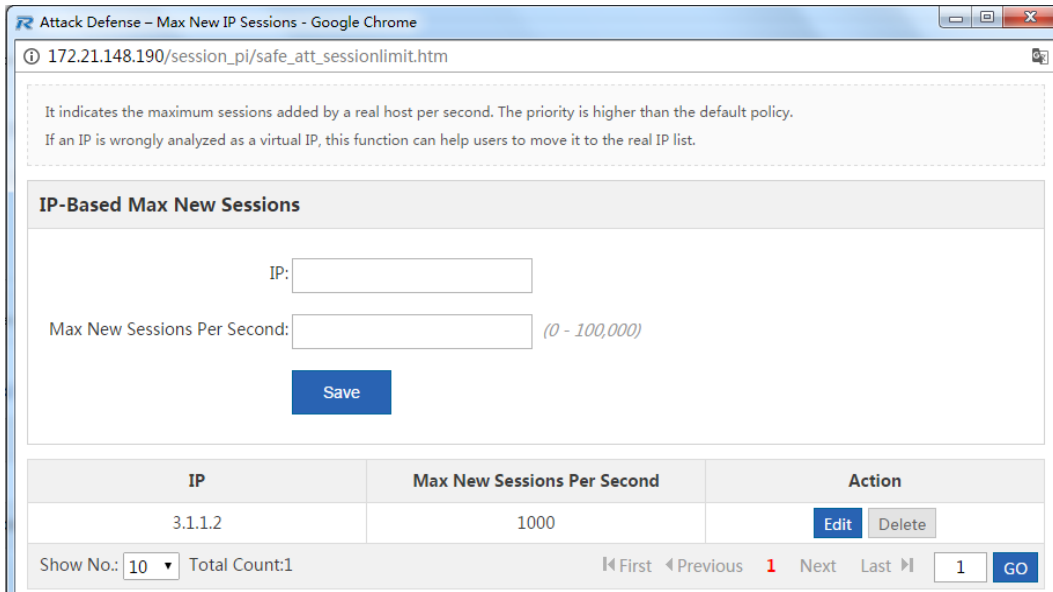 Attack Defense – Max New IP Sessions - Google Chrome
172.21.148.190/session_pi/safe_att_sessionlimit.htm
It indicates the maximum sessions added by a real host per second. The priority is higher than the default policy.
If an IP is wrongly analyzed as a virtual IP, this function can help users to move it to the real IP list.
IP-Based Max New Sessions
IP:
Max New Sessions Per Second: (0 - 100,000)
Save
IP Max New Sessions Per Second Action
3.1.1.2 1000 Edit Delete
Show No.: 10 Total Count:1 First Previous 1 Next Last 1 GO